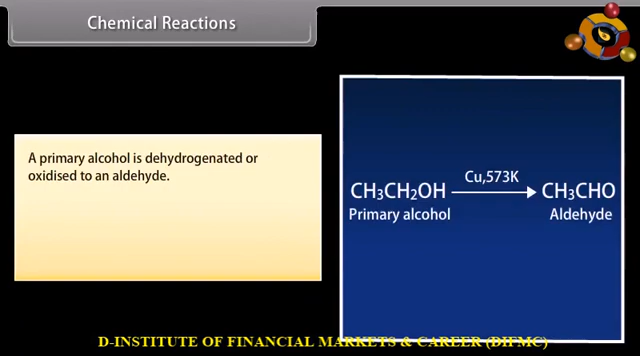 Chemical Reactions
A primary alcohol is dehydrogenated or
oxidised to an aldehyde.
Cu,573K
CH₃CH₂OH → CH₃CHO
Primary alcohol Aldehyde
D-INSTITUTE OF FINANCIAL MARKETS & CAREER (DIFMC)